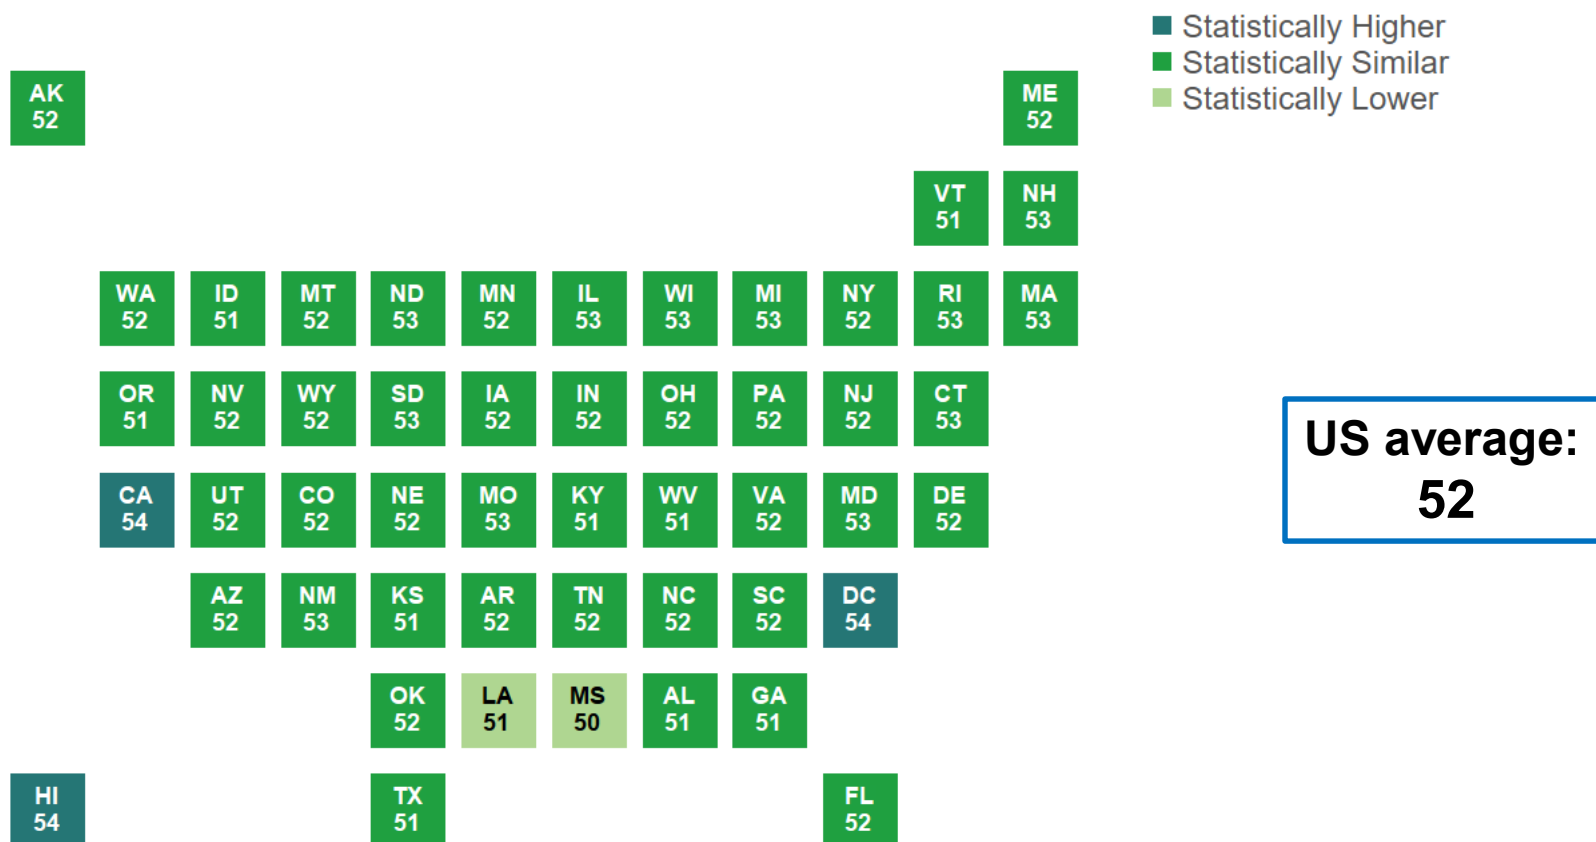 Statistically Higher
Statistically Similar
Statistically Lower
AK
52
ME
52
VT
51
NH
53
WA
52
ID
51
MT
52
ND
53
MN
52
IL
53
WI
53
MI
53
NY
52
RI
53
MA
53
OR
51
NV
52
WY
52
SD
53
IA
52
IN
52
OH
52
PA
52
NJ
52
CT
53
US average:
52
CA
54
UT
52
CO
52
NE
52
MO
53
KY
51
WV
51
VA
52
MD
53
DE
52
AZ
52
NM
53
KS
51
AR
52
TN
52
NC
52
SC
52
DC
54
OK
52
LA
51
MS
50
AL
51
GA
51
HI
54
TX
51
FL
52